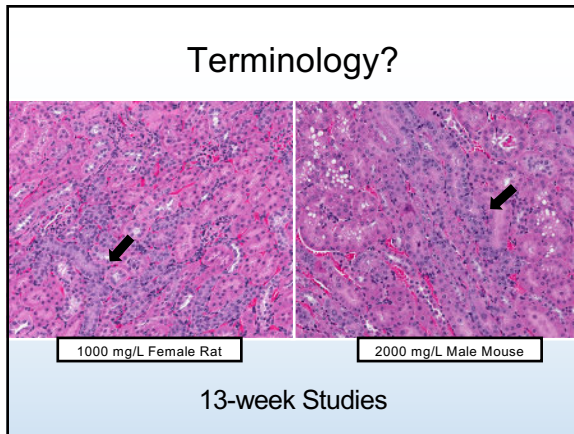 Terminology?
1000 mg/L Female Rat
2000 mg/L Male Mouse
13-week Studies